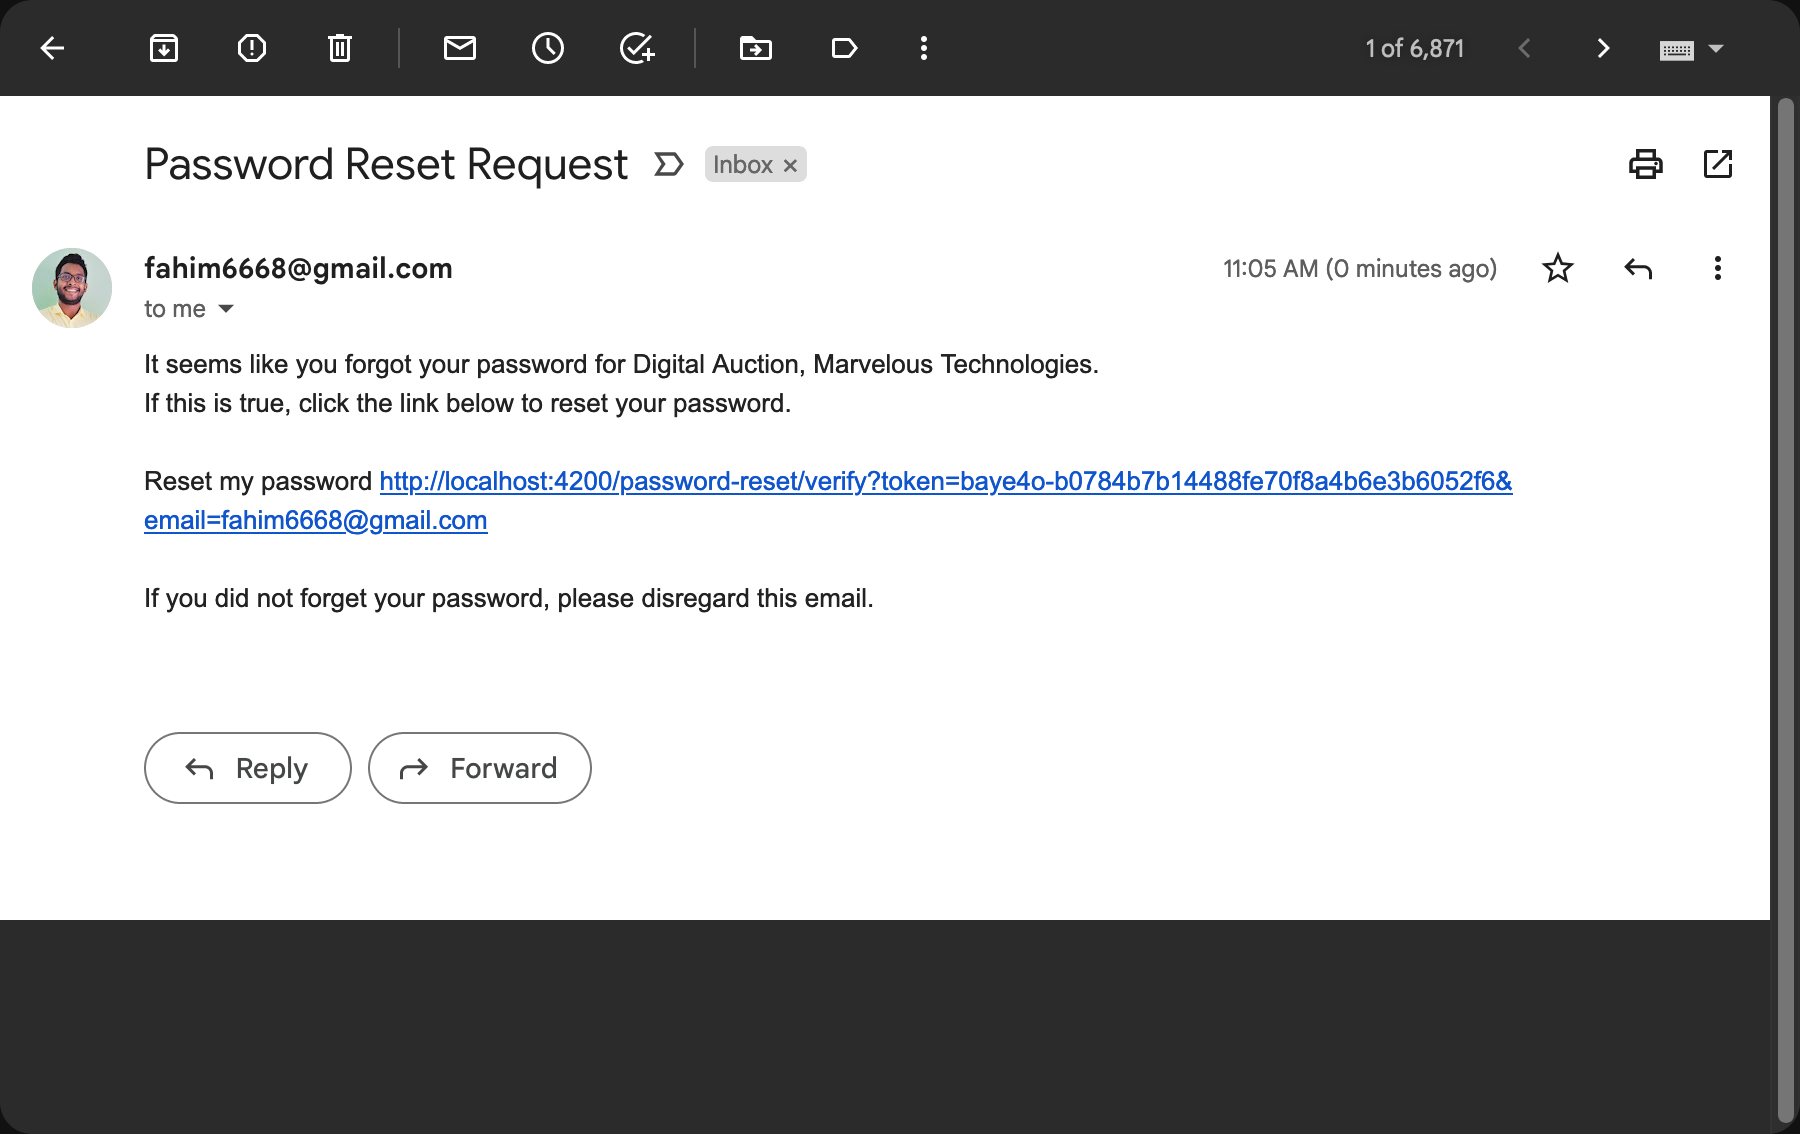 1 of 6,871
Password Reset Request
Inbox ×
fahim6668@gmail.com
11:05 AM (0 minutes ago)
to me
It seems like you forgot your password for Digital Auction, Marvelous Technologies.
If this is true, click the link below to reset your password.
Reset my password http://localhost:4200/password-reset/verify?token=baye4o-b0784b7b14488fe70f8a4b6e3b6052f6&
email=fahim6668@gmail.com
If you did not forget your password, please disregard this email.
Reply
Forward